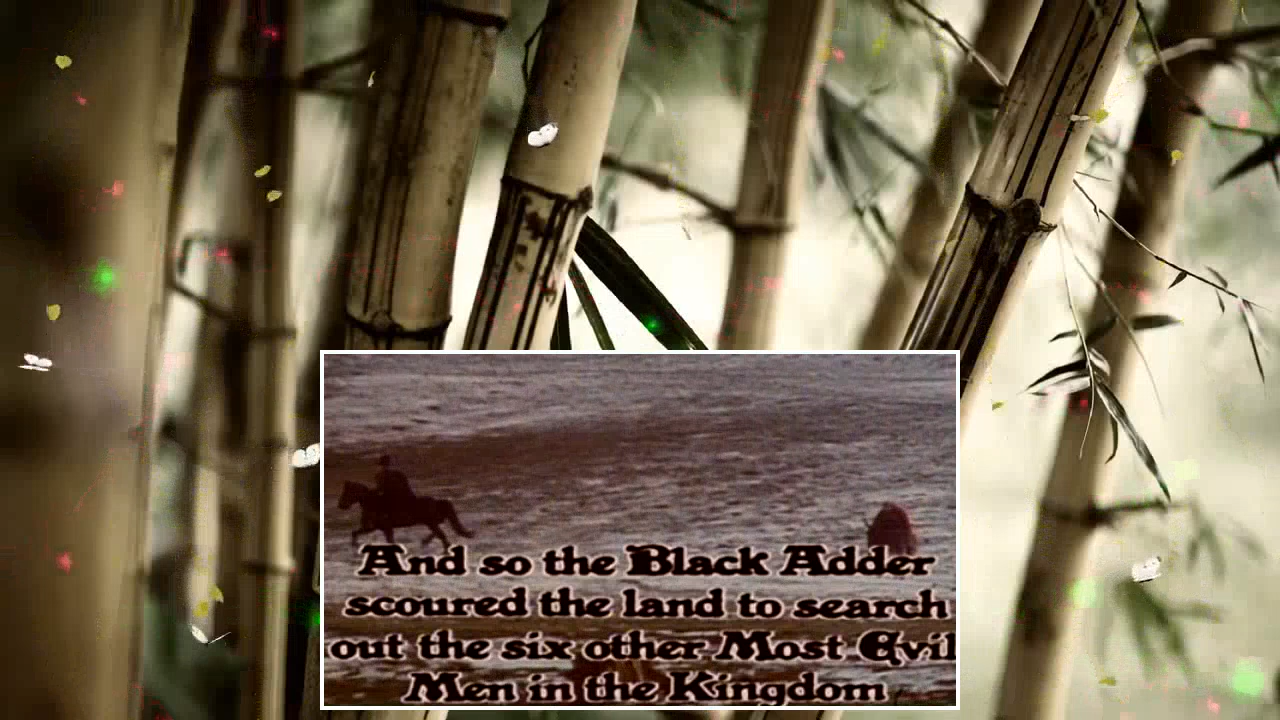 And so the Black Adder
scoured the land to search
out the six other Most Evil
Men in the Kingdom